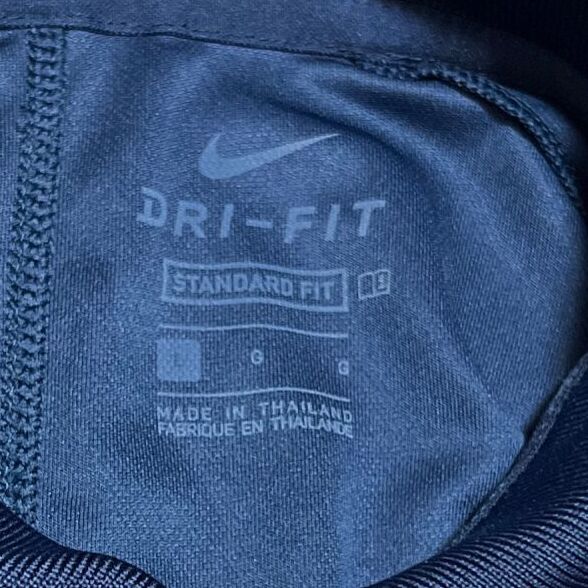 DRI-FIT
STANDARD FIT
L G G
MADE IN THAILAND
FABRIQUE EN THAILANDE